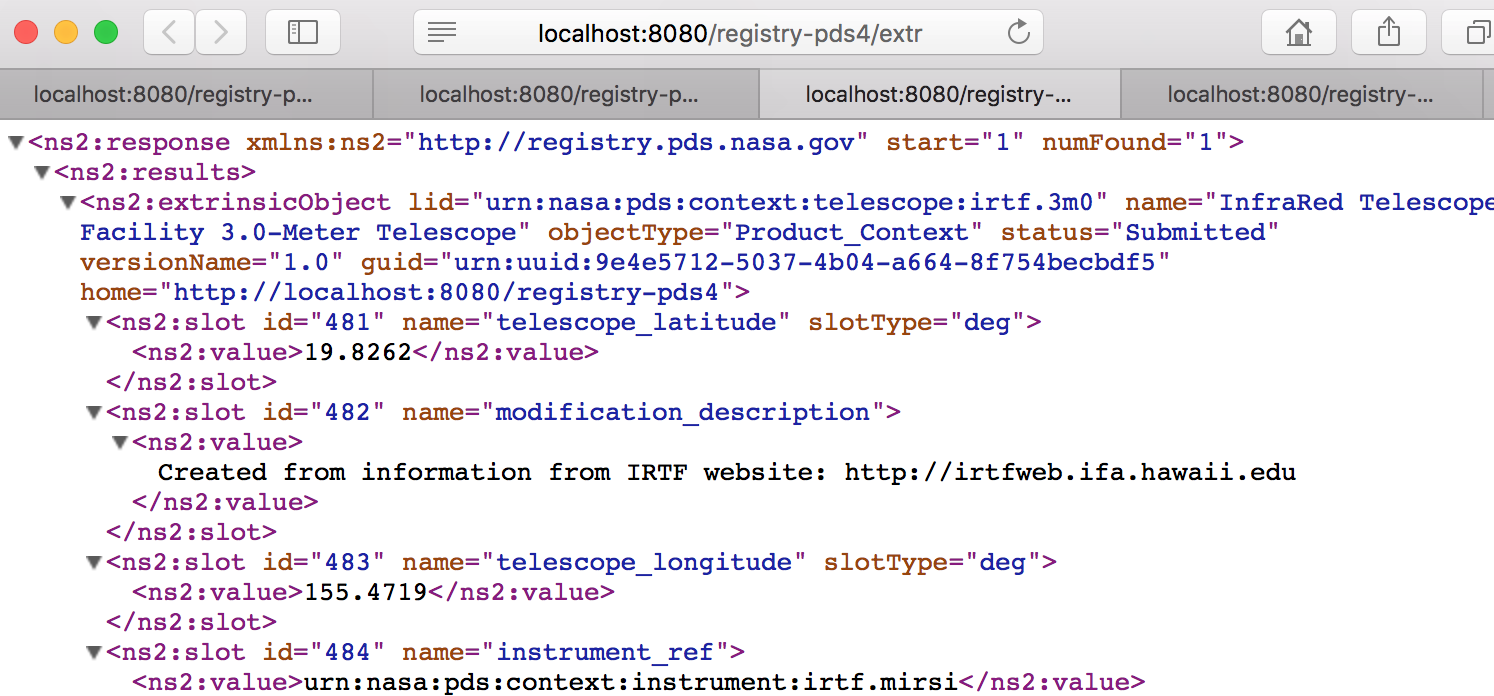 localhost:8080/registry-pds4/extr
localhost:8080/registry-p...
localhost:8080/registry-p...
localhost:8080/registry-...
localhost:8080/registry-...
<ns2:response xmlns:ns2="http://registry.pds.nasa.gov" start="1" numFound="1">
<ns2:results>
<ns2:extrinsicObject lid="urn:nasa:pds:context:telescope:irtf.3m0" name="InfraRed Telescope
Facility 3.0-Meter Telescope" objectType="Product_Context" status="Submitted"
versionName="1.0" guid="urn:uuid:9e4e5712-5037-4b04-a664-8f754becbdf5"
home="http://localhost:8080/registry-pds4">
<ns2:slot id="481" name="telescope_latitude" slotType="deg">
<ns2:value>19.8262</ns2:value>
</ns2:slot>
<ns2:slot id="482" name="modification_description">
<ns2:value>
Created from information from IRTF website: http://irtfweb.ifa.hawaii.edu
</ns2:value>
</ns2:slot>
<ns2:slot id="483" name="telescope_longitude" slotType="deg">
<ns2:value>155.4719</ns2:value>
</ns2:slot>
<ns2:slot id="484" name="instrument_ref">
<ns2:value>urn:nasa:pds:context:instrument:irtf.mirsi</ns2:value>